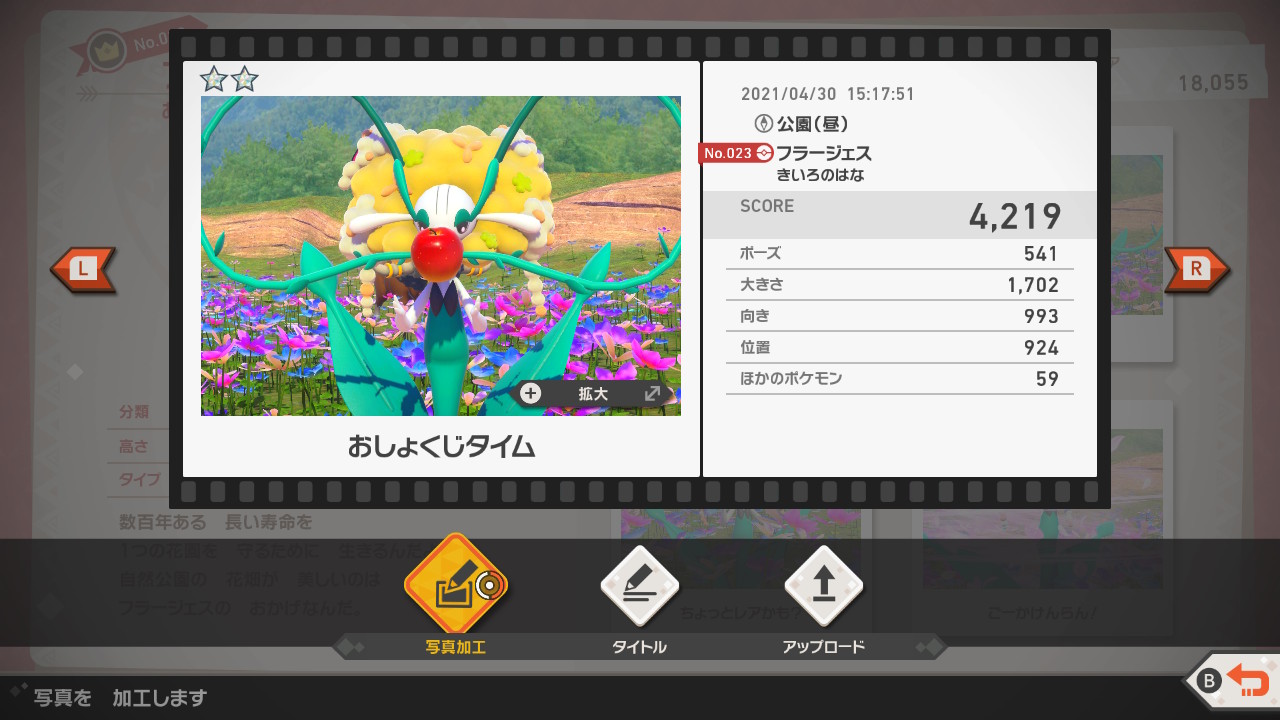 No.0
18,055
2021/04/30 15:17:51
公園(昼)
No.023 フラージェス
きいろのはな
SCORE 4,219
ポーズ 541
大きさ 1,702
向き 993
位置 924
ほかのポケモン 59
L
R
+ 拡大
おしょくじタイム
分類
高さ
タイプ
数百年ある 長い寿命を
1つの花園を 守るために 生きるんだ
自然公園の 花畑が 美しいのは
フラージェスの おかげなんだ。
ちょっとレアかも?
ごーかけんらん!
写真加工
タイトル
アップロード
B
写真を 加工します